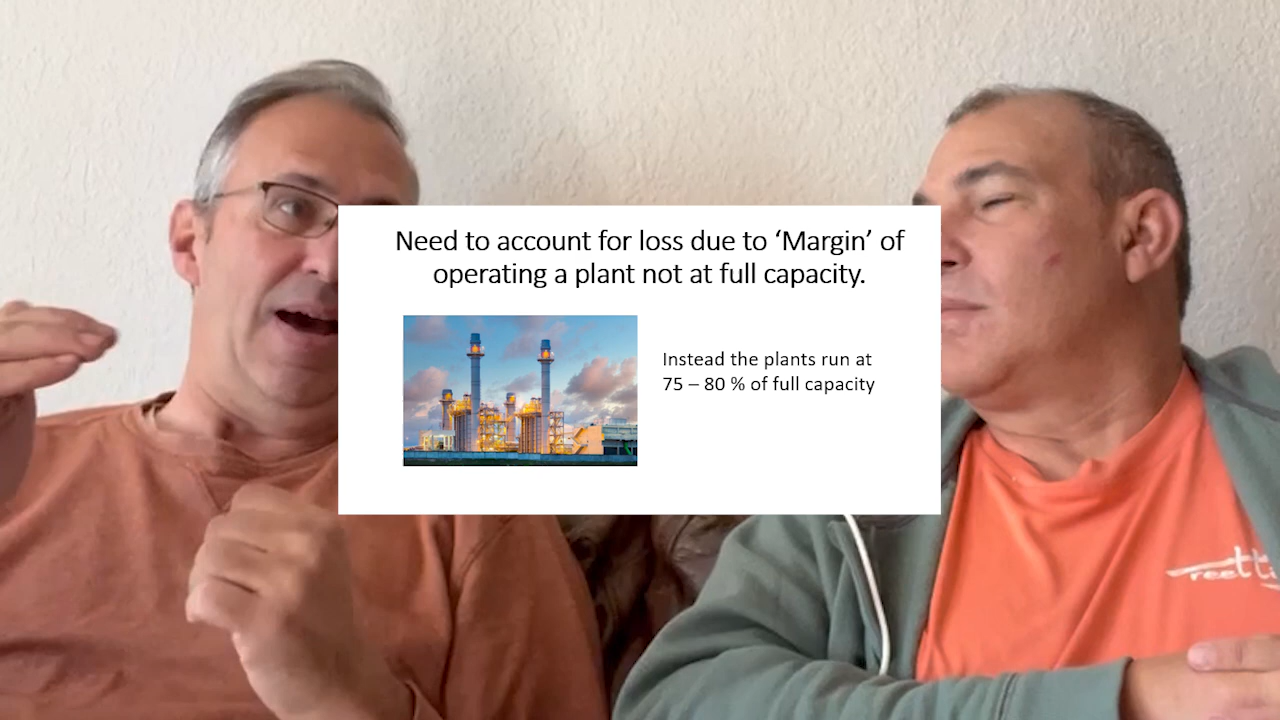 Need to account for loss due to ‘Margin’ of
operating a plant not at full capacity.
Instead the plants run at
75 – 80 % of full capacity